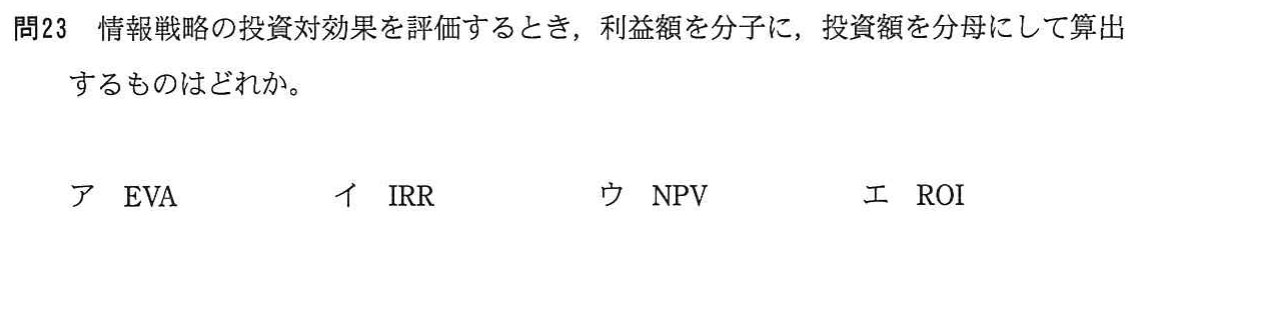 問23　情報戦略の投資対効果を評価するとき，利益額を分子に，投資額を分母にして算出
するものはどれか。
ア　EVA　イ　IRR　ウ　NPV　エ　ROI